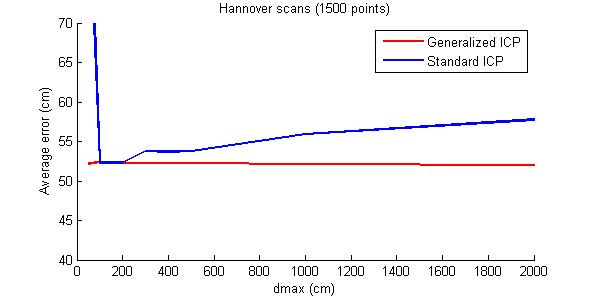 Hannover scans (1500 points)
Generalized ICP
Standard ICP
70
65
60
55
50
45
40
Average error (cm)
0 200 400 600 800 1000 1200 1400 1600 1800 2000
dmax (cm)